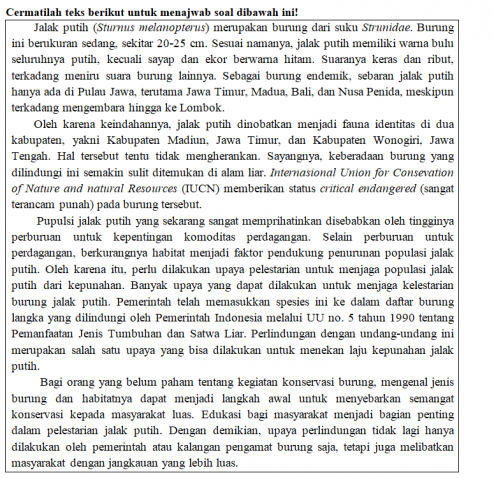 Cermatilah teks berikut untuk menajwab soal dibawah ini!
Jalak putih (Sturnus melanopterus) merupakan burung dari suku Strunidae. Burung
ini berukuran sedang, sekitar 20-25 cm. Sesuai namanya, jalak putih memiliki warna bulu
seluruhnya putih, kecuali sayap dan ekor berwarna hitam. Suaranya keras dan ribut,
terkadang meniru suara burung lainnya. Sebagai burung endemik, sebaran jalak putih
hanya ada di Pulau Jawa, terutama Jawa Timur, Madua, Bali, dan Nusa Penida, meskipun
terkadang mengembara hingga ke Lombok.
Oleh karena keindahannya, jalak putih dinobatkan menjadi fauna identitas di dua
kabupaten, yakni Kabupaten Madiun, Jawa Timur, dan Kabupaten Wonogiri, Jawa
Tengah. Hal tersebut tentu tidak mengherankan. Sayangnya, keberadaan burung yang
dilindungi ini semakin sulit ditemukan di alam liar. Internasional Union for Consevation
of Nature and natural Resources (IUCN) memberikan status critical endangered (sangat
terancam punah) pada burung tersebut.
Pupulsi jalak putih yang sekarang sangat memprihatinkan disebabkan oleh tingginya
perburuan untuk kepentingan komoditas perdagangan. Selain perburuan untuk
perdagangan, berkurangnya habitat menjadi faktor pendukung penurunan populasi jalak
putih. Oleh karena itu, perlu dilakukan upaya pelestarian untuk menjaga populasi jalak
putih dari kepunahan. Banyak upaya yang dapat dilakukan untuk menjaga kelestarian
burung jalak putih. Pemerintah telah memasukkan spesies ini ke dalam daftar burung
langka yang dilindungi oleh Pemerintah Indonesia melalui UU no. 5 tahun 1990 tentang
Pemanfaatan Jenis Tumbuhan dan Satwa Liar. Perlindungan dengan undang-undang ini
merupakan salah satu upaya yang bisa dilakukan untuk menekan laju kepunahan jalak
putih.
Bagi orang yang belum paham tentang kegiatan konservasi burung, mengenal jenis
burung dan habitatnya dapat menjadi langkah awal untuk menyebarkan semangat
konservasi kepada masyarakat luas. Edukasi bagi masyarakat menjadi bagian penting
dalam pelestarian jalak putih. Dengan demikian, upaya perlindungan tidak lagi hanya
dilakukan oleh pemerintah atau kalangan pengamat burung saja, tetapi juga melibatkan
masyarakat dengan jangkauan yang lebih luas.